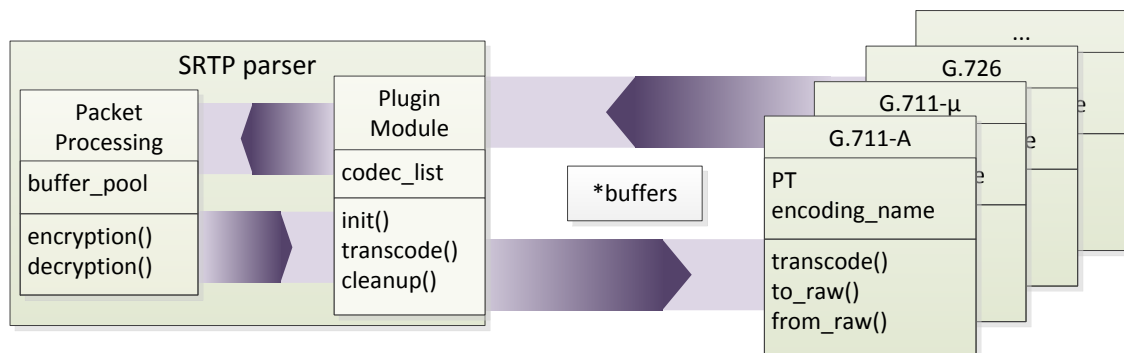 SRTP parser
Packet
Processing
buffer_pool
encryption()
decryption()
Plugin
Module
codec_list
init()
transcode()
cleanup()
*buffers
...
G.726
e
G.711-μ
e
e
G.711-A
PT
encoding_name
transcode()
to_raw()
from_raw()